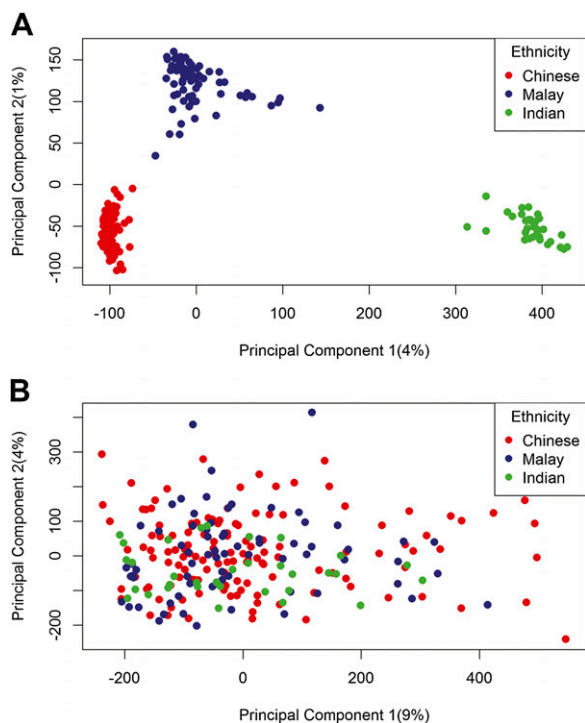 A
Principal Component 2(1%)
150
100
50
0
-50
-100
Ethnicity
Chinese
Malay
Indian
-100
0
100
200
300
400
Principal Component 1(4%)
B
Principal Component 2(4%)
200
0
-200
Ethnicity
Chinese
Malay
Indian
-200
0
200
400
Principal Component 1(9%)